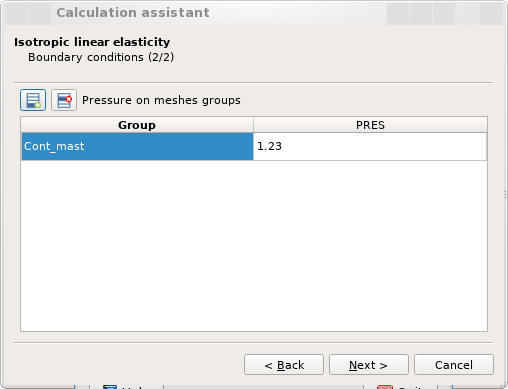 Calculation assistant
Isotropic linear elasticity
Boundary conditions (2/2)
Pressure on meshes groups
Group PRES
Cont_mast 1.23
< Back Next > Cancel